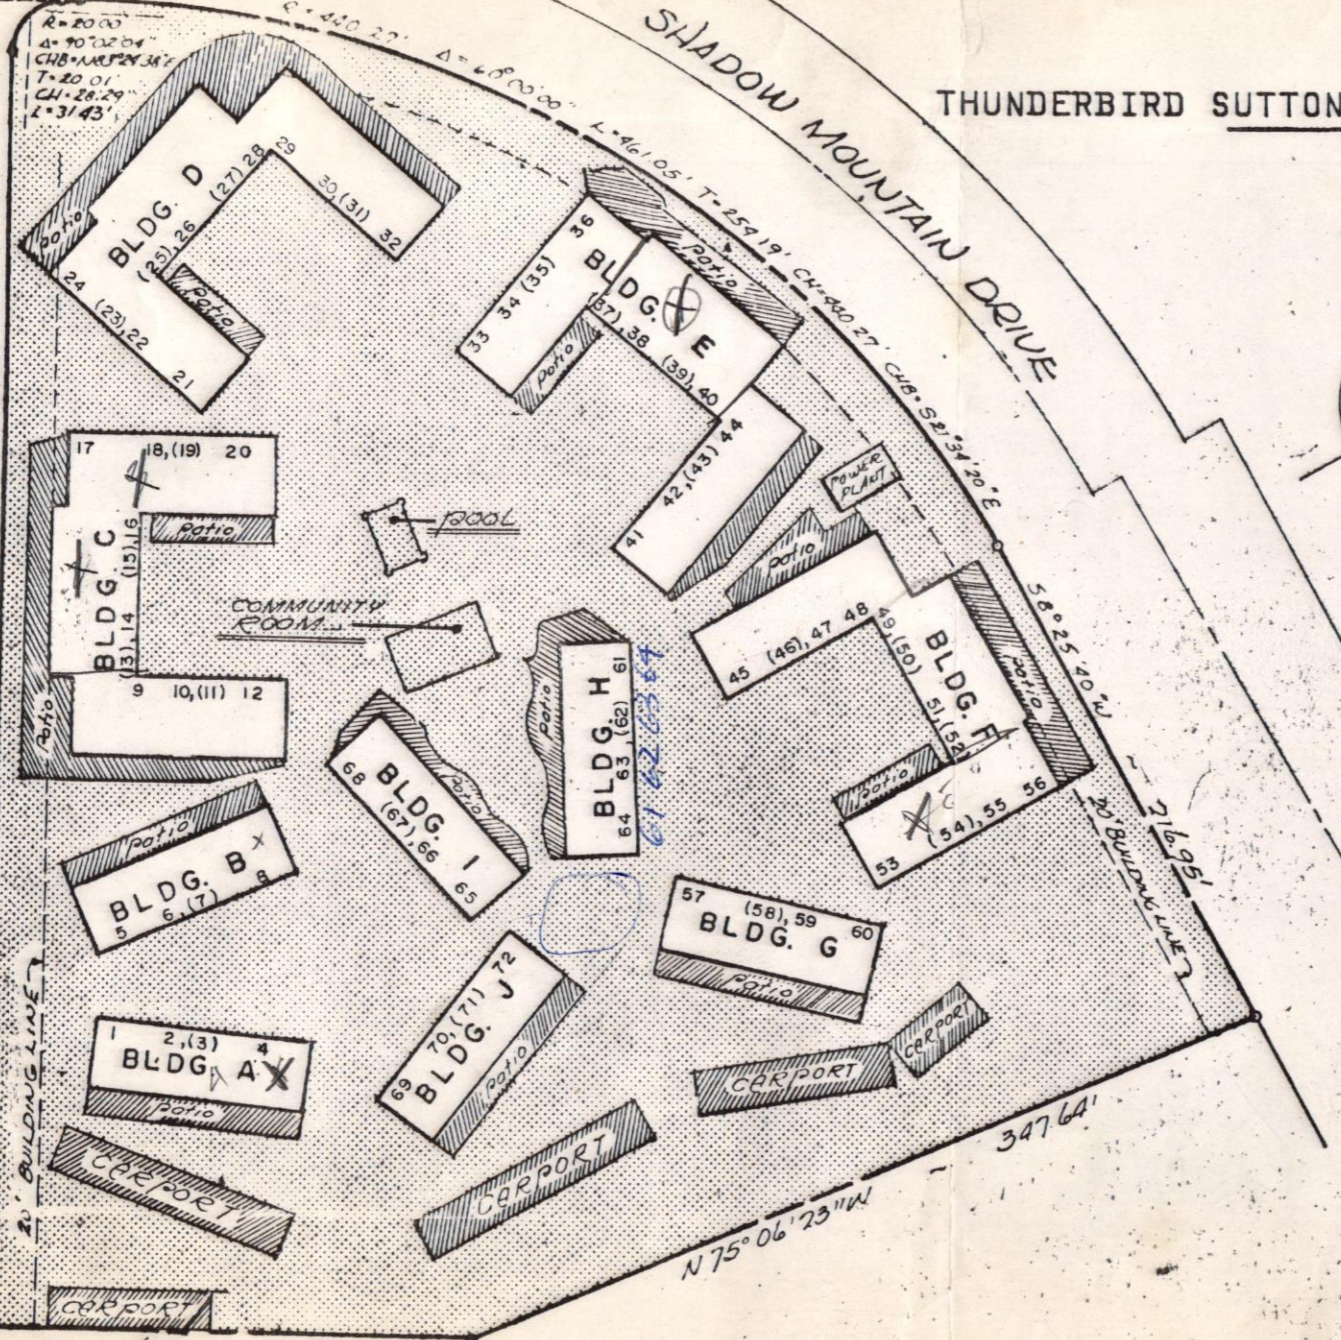 R=20.00
Δ=90°02'04"
T=20.01'
CH=28.29"
L=31.43'
R=440.27'
Δ=60°00'00"
L=461.05'
T=254.19'
CH=440.27'
CHB=S21°34'20"E
SHADOW MOUNTAIN DRIVE
THUNDERBIRD SUTTON
BLDG. D
patio
patio
21
(23),22
24
(25),26
(27) 28
29
30,(31)
32
BLDG. E
patio
patio
33
34 (35)
36
(37),38
(39),40
41
42,(43) 44
POWER
PLANT
17
18,(19) 20
patio
BLDG C
(13),14
(15),16
9 10,(11) 12
patio
POOL
COMMUNITY
ROOM
patio
45
(46),47 48
49,(50)
51,(52)
BLDG. F
patio
patio
53
(54),55 56
58°25'40"W
216.95'
20' BUILDING LINE
BLDG. H
patio
61
63,(62)
64
61 62 63 64
BLDG. I
patio
68
(67),66
65
patio
BLDG. B
5 6,(7) 8
57 (58),59 60
BLDG. G
patio
1 2,(3) 4
BLDG. A
patio
69 70,(71) 72
BLDG. J
patio
CARPORT
CARPORT
CARPORT
CARPORT
CARPORT
20' BUILDING LINE
N 75°06'23"W - 347.64'